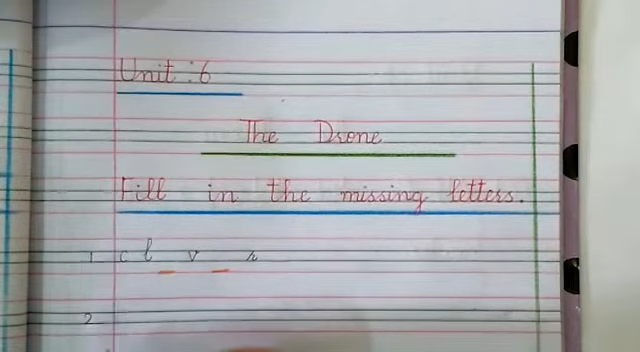 Unit : 6
The Drone
Fill in the missing letters.
1 c l _ v _ r
2